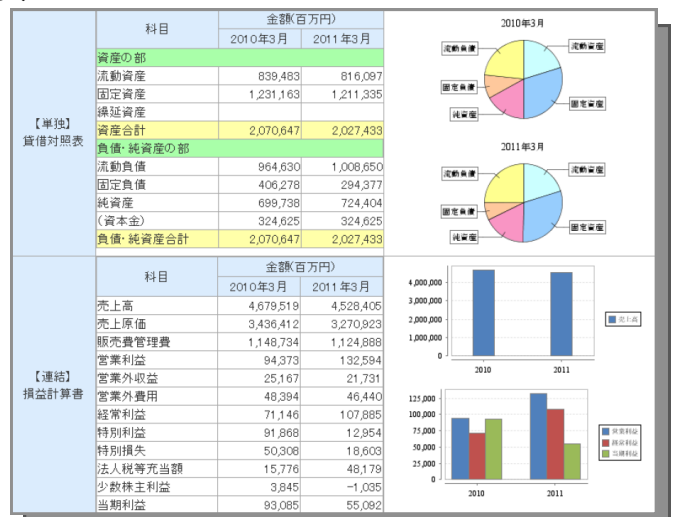 【単独】
貸借対照表
科目 金額(百万円)
2010年3月 2011年3月
資産の部
流動資産 839,483 816,097
固定資産 1,231,163 1,211,335
繰延資産
資産合計 2,070,647 2,027,433
負債・純資産の部
流動負債 964,630 1,008,650
固定負債 406,278 294,377
純資産 699,738 724,404
(資本金) 324,625 324,625
負債・純資産合計 2,070,647 2,027,433
2010年3月
流動負債 流動資産
固定負債
純資産 固定資産
2011年3月
流動負債 流動資産
固定負債
純資産 固定資産
【連結】
損益計算書
科目 金額(百万円)
2010年3月 2011年3月
売上高 4,679,519 4,528,405
売上原価 3,436,412 3,270,923
販売費管理費 1,148,734 1,124,888
営業利益 94,373 132,594
営業外収益 25,167 21,731
営業外費用 48,394 46,440
経常利益 71,146 107,885
特別利益 91,868 12,954
特別損失 50,308 18,603
法人税等充当額 15,776 48,179
少数株主利益 3,845 -1,035
当期利益 93,085 55,092
4,000,000
3,000,000
2,000,000
1,000,000
0
2010 2011
売上高
125,000
100,000
75,000
50,000
25,000
0
2010 2011
営業利益
経常利益
当期利益